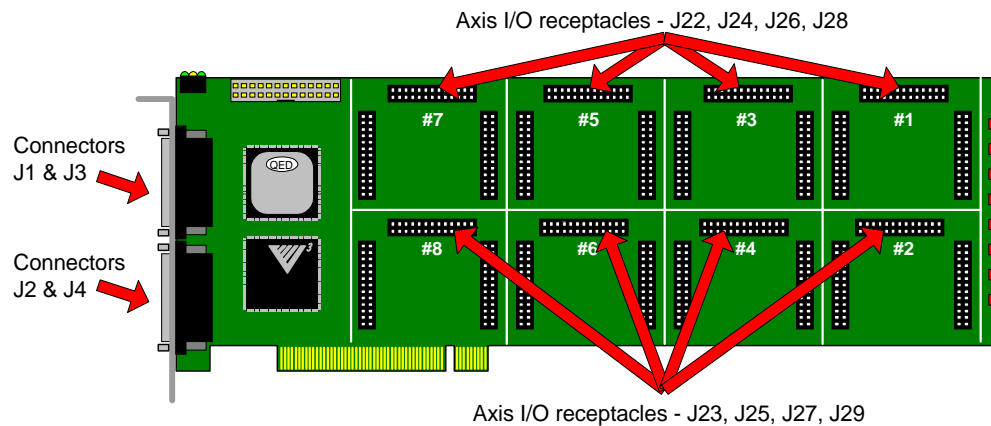 Axis I/O receptacles - J22, J24, J26, J28
#7
#5
#3
#1
Connectors
J1 & J3
QED
Connectors
J2 & J4
3
#8
#6
#4
#2
Axis I/O receptacles - J23, J25, J27, J29